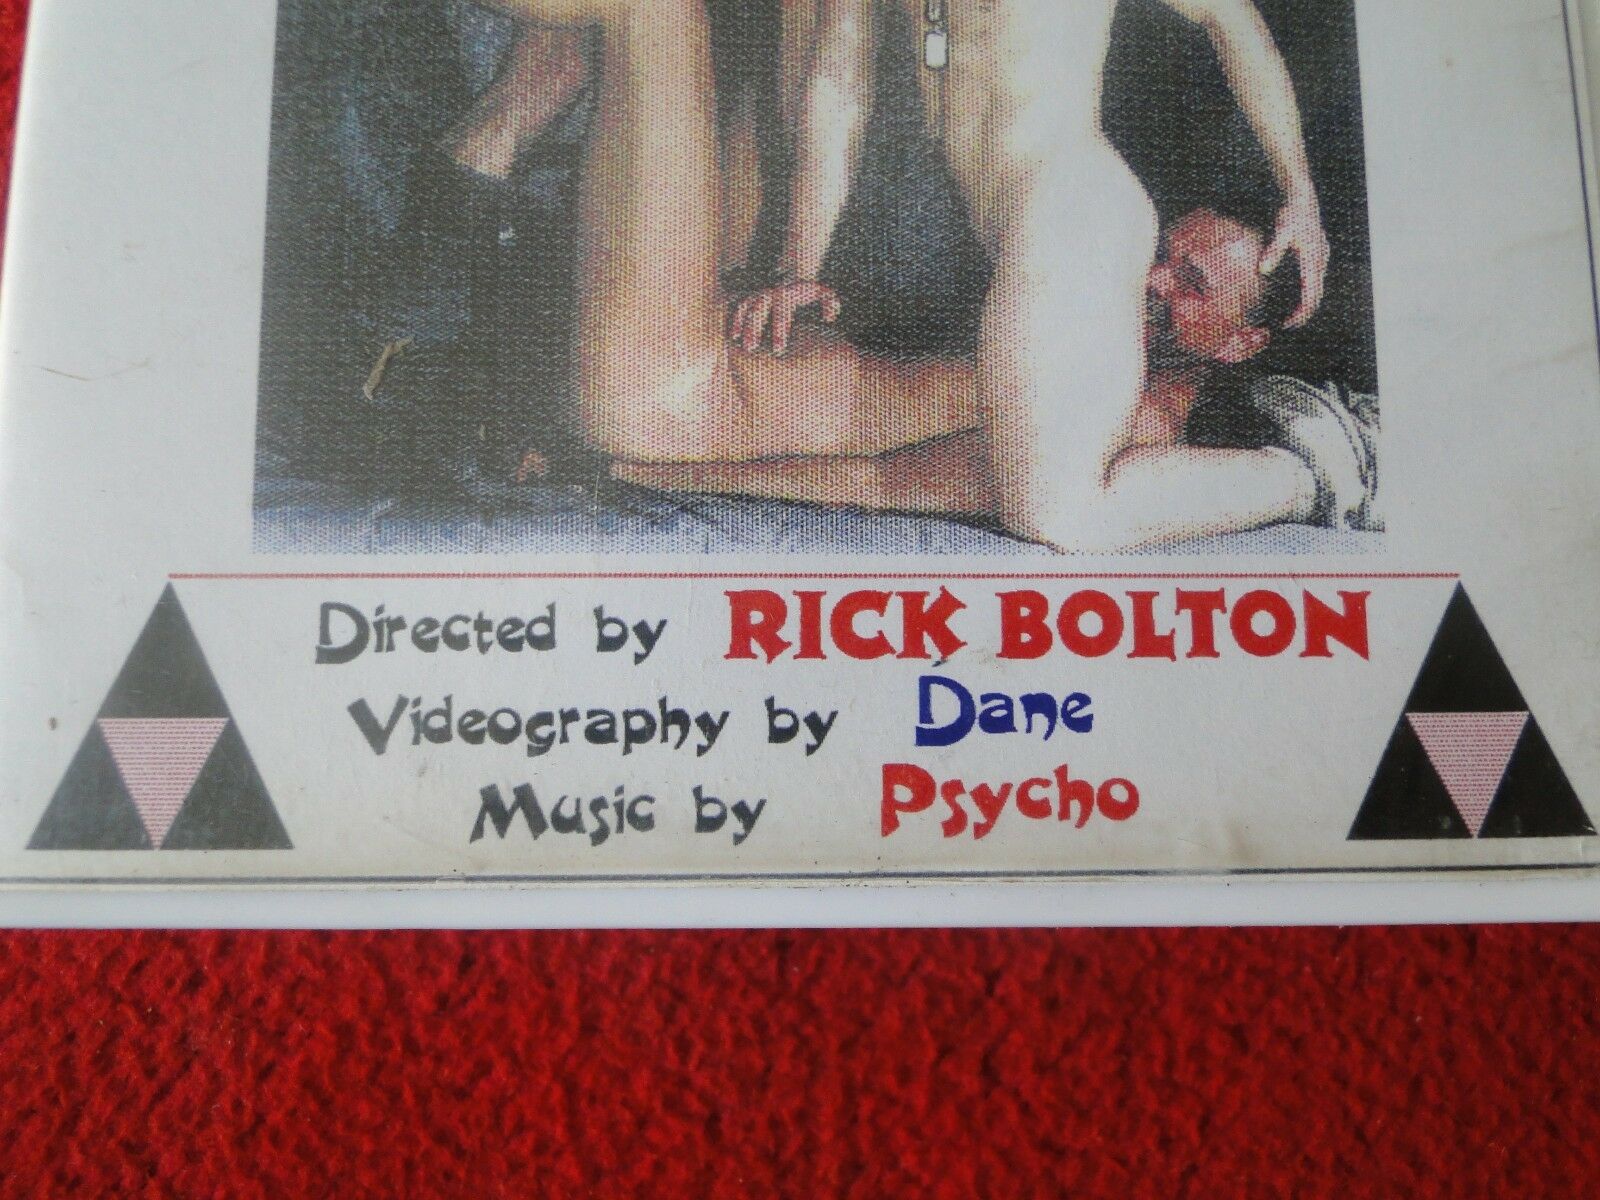 Directed by RICK BOLTON
Videography by Dane
Music by Psycho